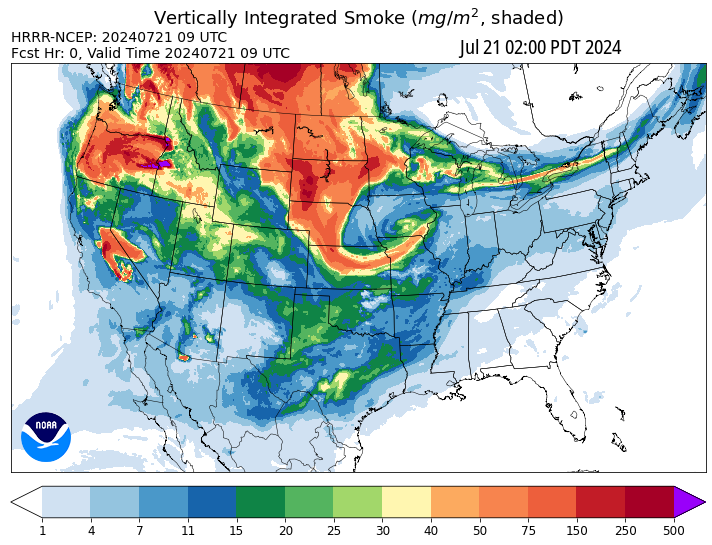 Vertically Integrated Smoke (mg/m², shaded)
HRRR-NCEP: 20240721 09 UTC
Fcst Hr: 0, Valid Time 20240721 09 UTC
Jul 21 02:00 PDT 2024
NOAA
1 4 7 11 15 20 25 30 40 50 75 150 250 500